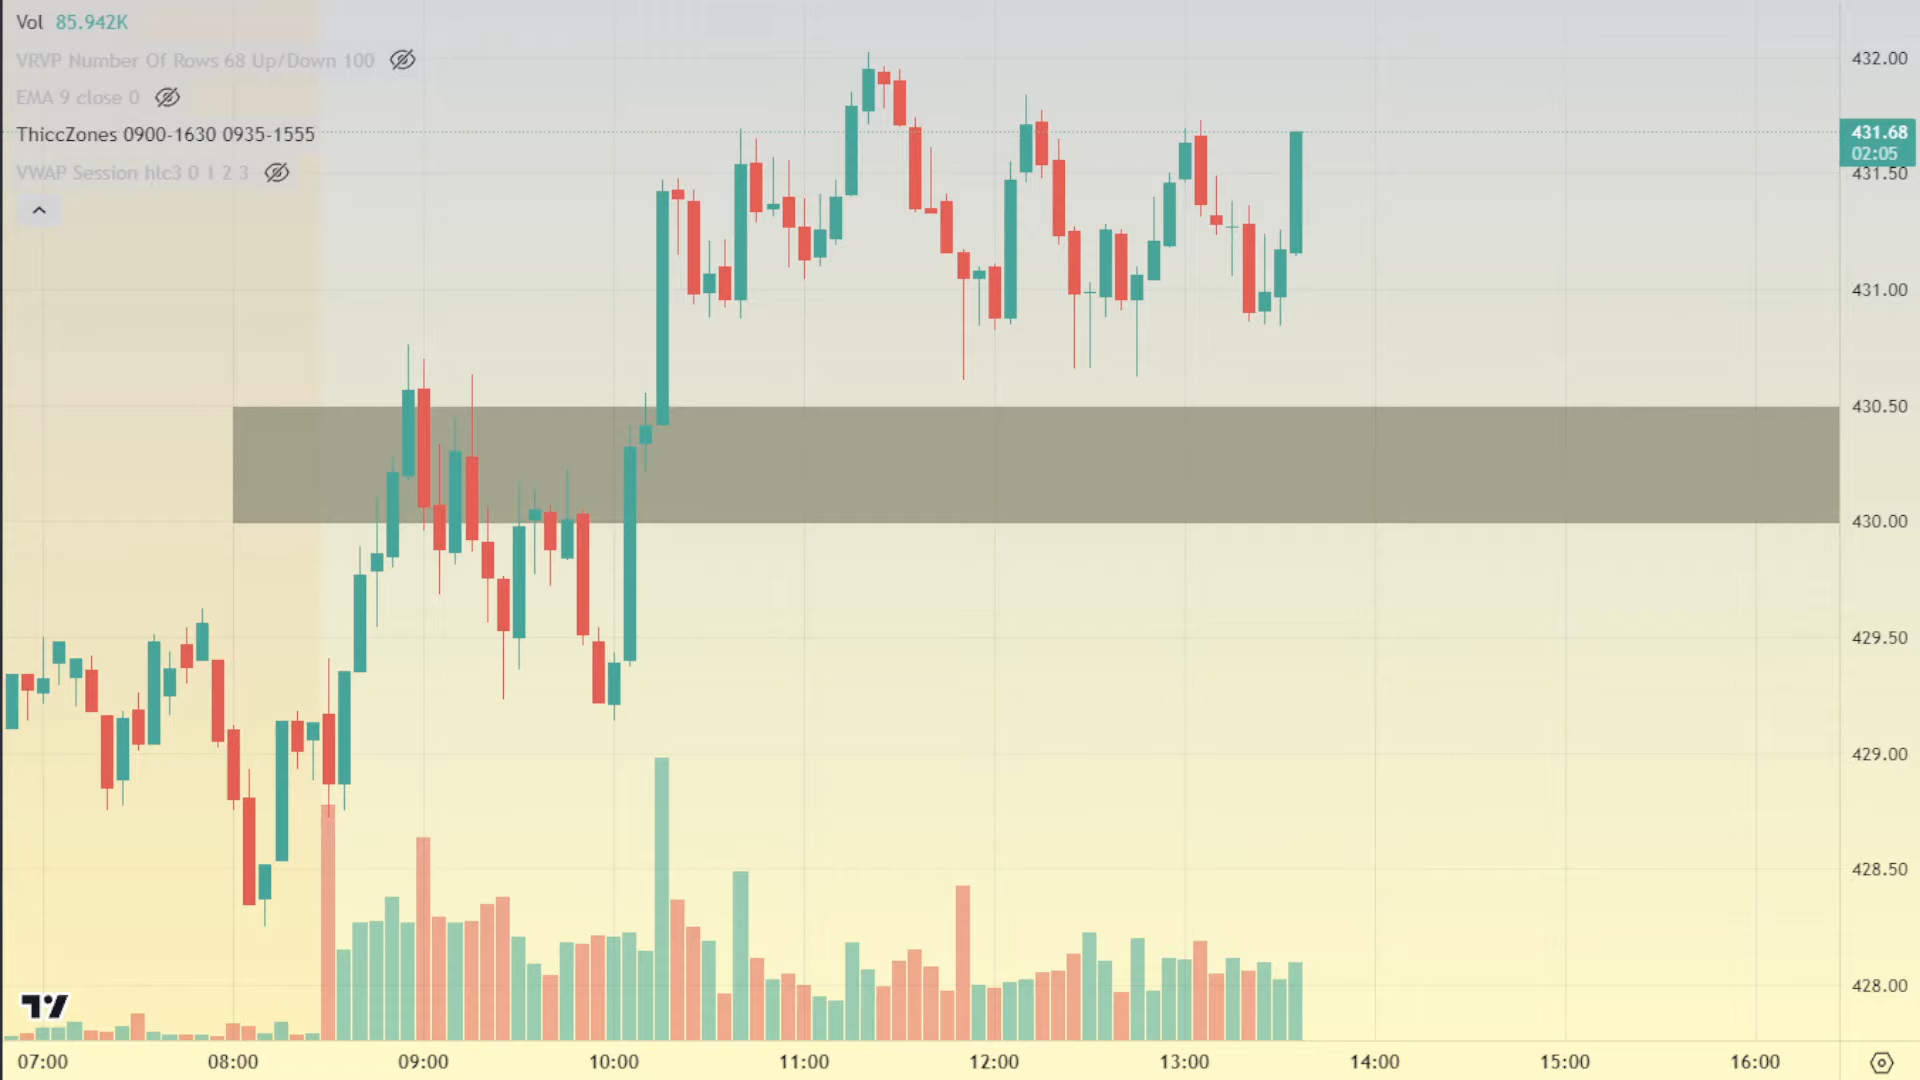 Vol 85.942K
VRVP Number Of Rows 68 Up/Down 100
EMA 9 close 0
ThiccZones 0900-1630 0935-1555
VWAP Session hlc3 0 1 2 3
432.00
431.68
02:05
431.50
431.00
430.50
430.00
429.50
429.00
428.50
428.00
07:00 08:00 09:00 10:00 11:00 12:00 13:00 14:00 15:00 16:00